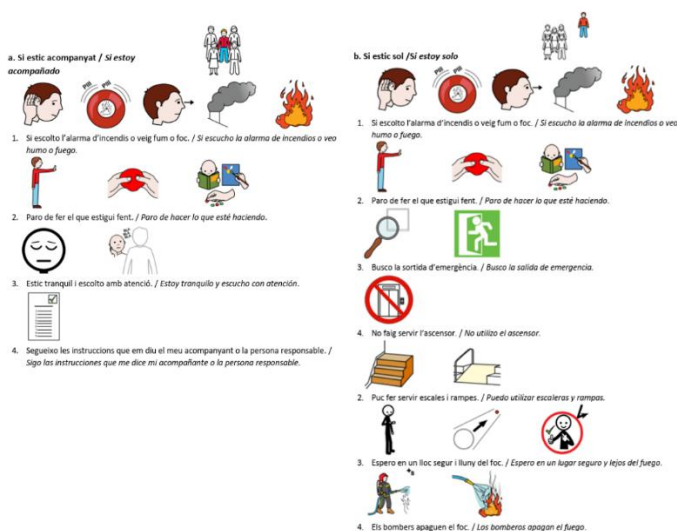 a. Si estic acompanyat / Si estoy
acompañado
PIII PIII
1. Si escolto l'alarma d'incendis o veig fum o foc. / Si escucho la alarma de incendios o veo
humo o fuego.
2. Paro de fer el que estigui fent. / Paro de hacer lo que esté haciendo.
3. Estic tranquil i escolto amb atenció. / Estoy tranquilo y escucho con atención.
4. Segueixo les instruccions que em diu el meu acompanyant o la persona responsable. /
Sigo las instrucciones que me dice mi acompañante o la persona responsable.
b. Si estic sol /Si estoy solo
PIII PIII
1. Si escolto l'alarma d'incendis o veig fum o foc. / Si escucho la alarma de incendios o veo
humo o fuego.
2. Paro de fer el que estigui fent. / Paro de hacer lo que esté haciendo.
3. Busco la sortida d'emergència. / Busco la salida de emergencia.
4. No faig servir l'ascensor. / No utilizo el ascensor.
2. Puc fer servir escales i rampes. / Puedo utilizar escaleras y rampas.
3. Espero en un lloc segur i lluny del foc. / Espero en un lugar seguro y lejos del fuego.
4. Els bombers apaguen el foc. / Los bomberos apagan el fuego.